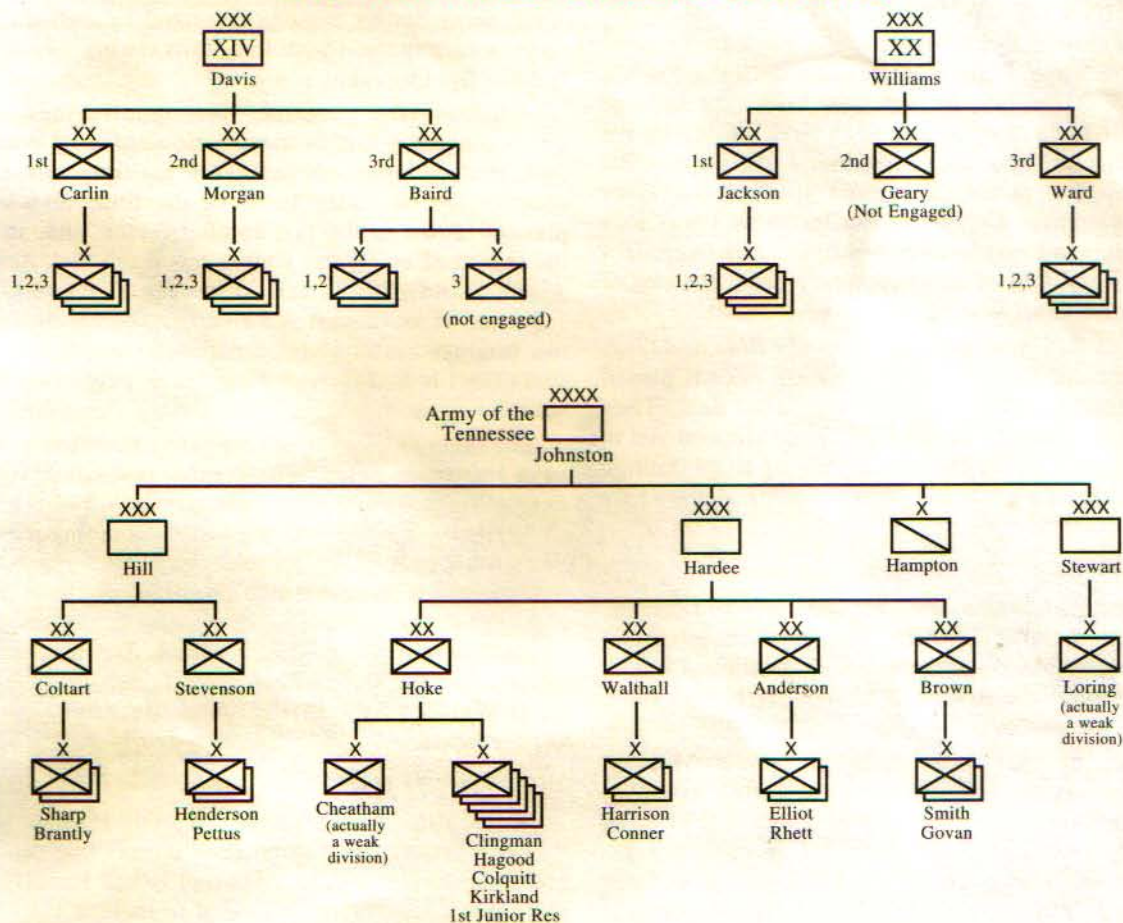 XXX XXX
XIV XX
Davis Williams
XX XX XX XX XX XX
1st 2nd 3rd 1st 2nd 3rd
Carlin Morgan Baird Jackson Geary Ward
(Not Engaged)
X X X X X X
1,2,3 1,2,3 1,2 3 1,2,3 1,2,3
(not engaged)
XXXX
Army of the
Tennessee
Johnston
XXX XXX X XXX
Hill Hardee Hampton Stewart
XX XX XX XX XX XX X
Coltart Stevenson Hoke Walthall Anderson Brown Loring
(actually
a weak
division)
X X X X X X X
Sharp
Brantly
Henderson
Pettus
Cheatham
(actually
a weak
division)
Clingman
Hagood
Colquitt
Kirkland
1st Junior Res
Harrison
Conner
Elliot
Rhett
Smith
Govan